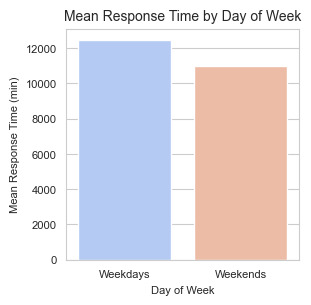 Mean Response Time by Day of Week
Mean Response Time (min)
12000
10000
8000
6000
4000
2000
0
Weekdays
Weekends
Day of Week